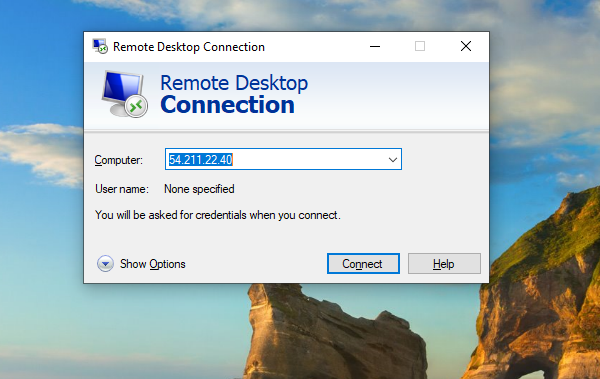 Remote Desktop Connection
Remote Desktop
Connection
Computer: 54.211.22.40
User name: None specified
You will be asked for credentials when you connect.
Show Options Connect Help